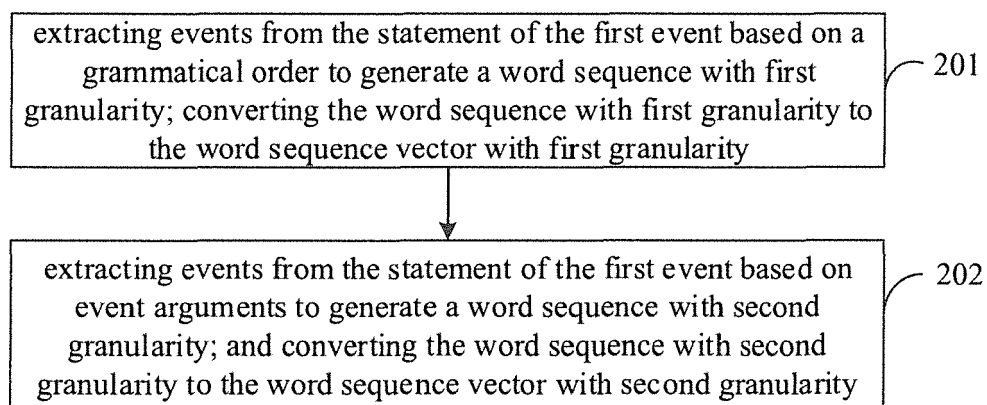 extracting events from the statement of the first event based on a
grammatical order to generate a word sequence with first
granularity; converting the word sequence with first granularity to
the word sequence vector with first granularity
201
extracting events from the statement of the first event based on
event arguments to generate a word sequence with second
granularity; and converting the word sequence with second
granularity to the word sequence vector with second granularity
202